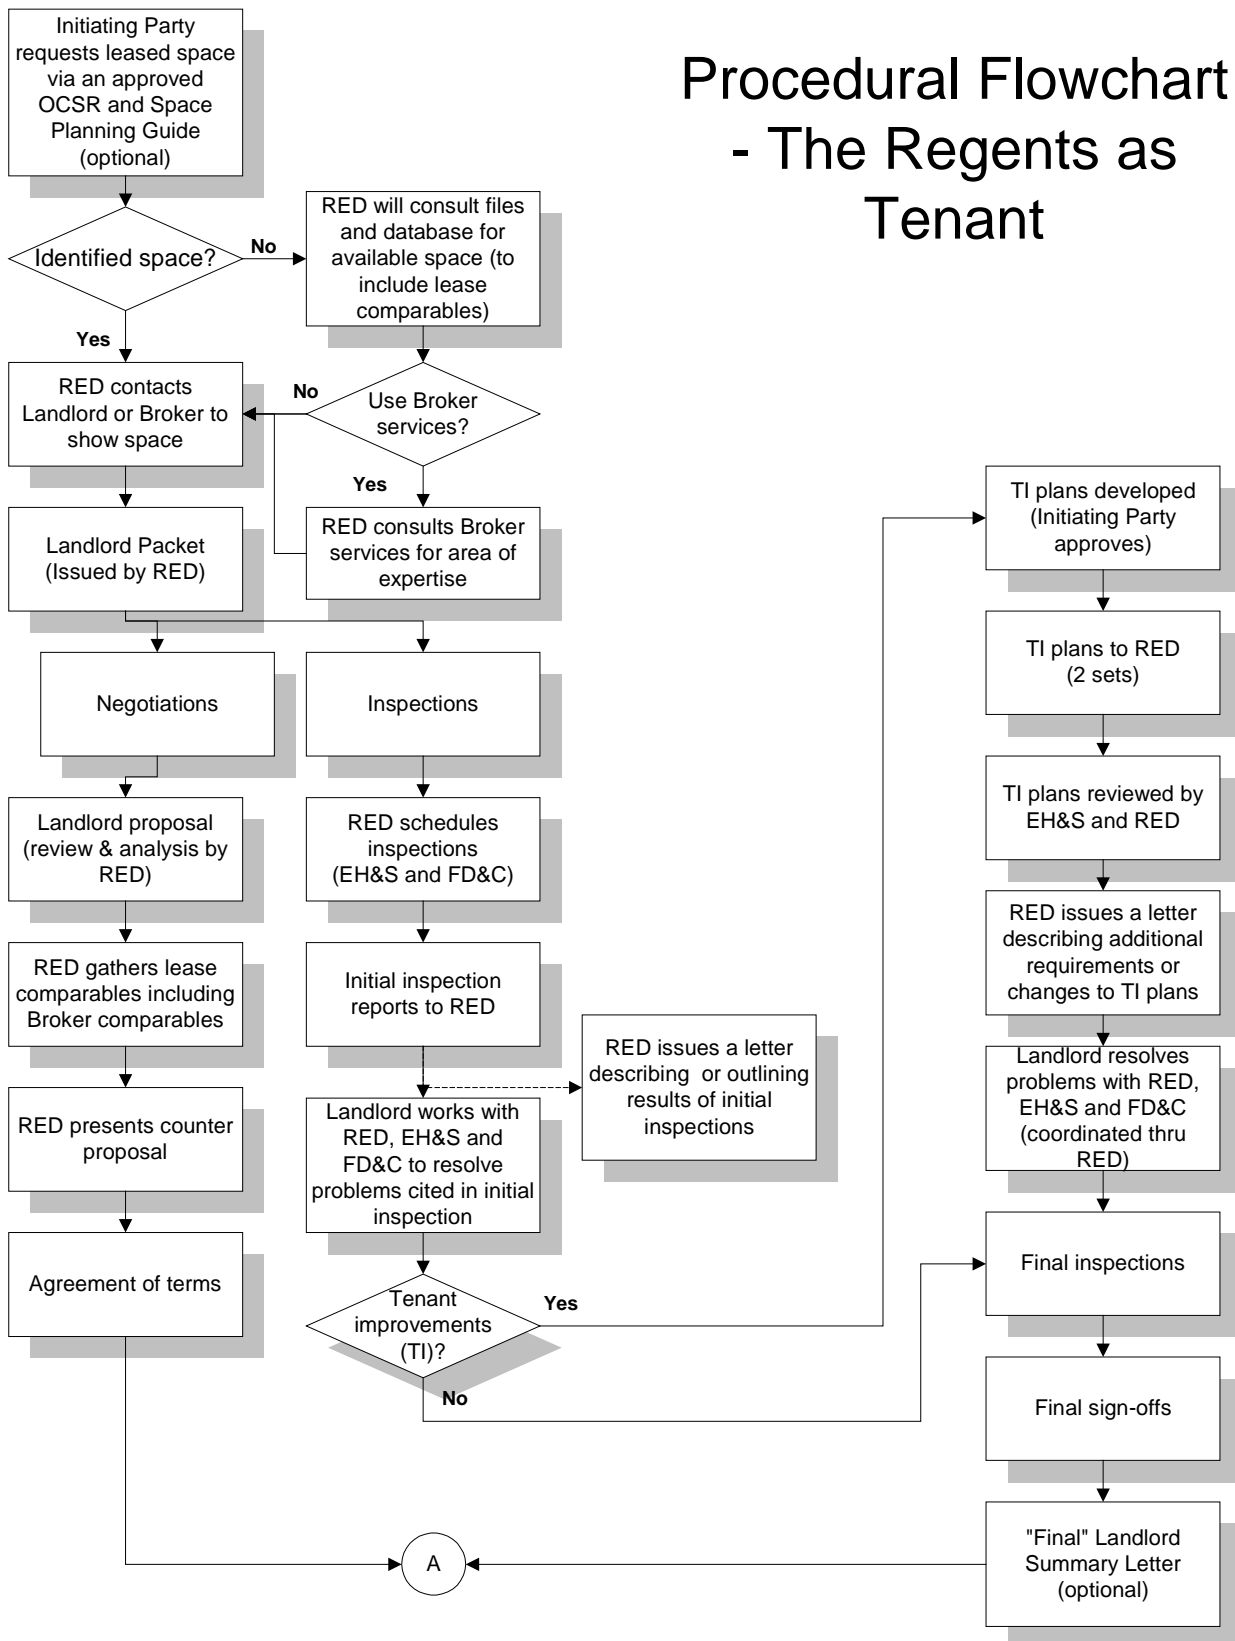 Procedural Flowchart
- The Regents as
Tenant
Initiating Party
requests leased space
via an approved
OCSR and Space
Planning Guide
(optional)
Identified space?
No
RED will consult files
and database for
available space (to
include lease
comparables)
Yes
RED contacts
Landlord or Broker to
show space
No
Use Broker
services?
Yes
RED consults Broker
services for area of
expertise
Landlord Packet
(Issued by RED)
Negotiations
Inspections
Landlord proposal
(review & analysis by
RED)
RED gathers lease
comparables including
Broker comparables
RED presents counter
proposal
Agreement of terms
RED schedules
inspections
(EH&S and FD&C)
Initial inspection
reports to RED
RED issues a letter
describing  or outlining
results of initial
inspections
Landlord works with
RED, EH&S and
FD&C to resolve
problems cited in initial
inspection
Tenant
improvements
(TI)?
Yes
No
TI plans developed
(Initiating Party
approves)
TI plans to RED
(2 sets)
TI plans reviewed by
EH&S and RED
RED issues a letter
describing additional
requirements or
changes to TI plans
Landlord resolves
problems with RED,
EH&S and FD&C
(coordinated thru
RED)
Final inspections
Final sign-offs
"Final" Landlord
Summary Letter
(optional)
A